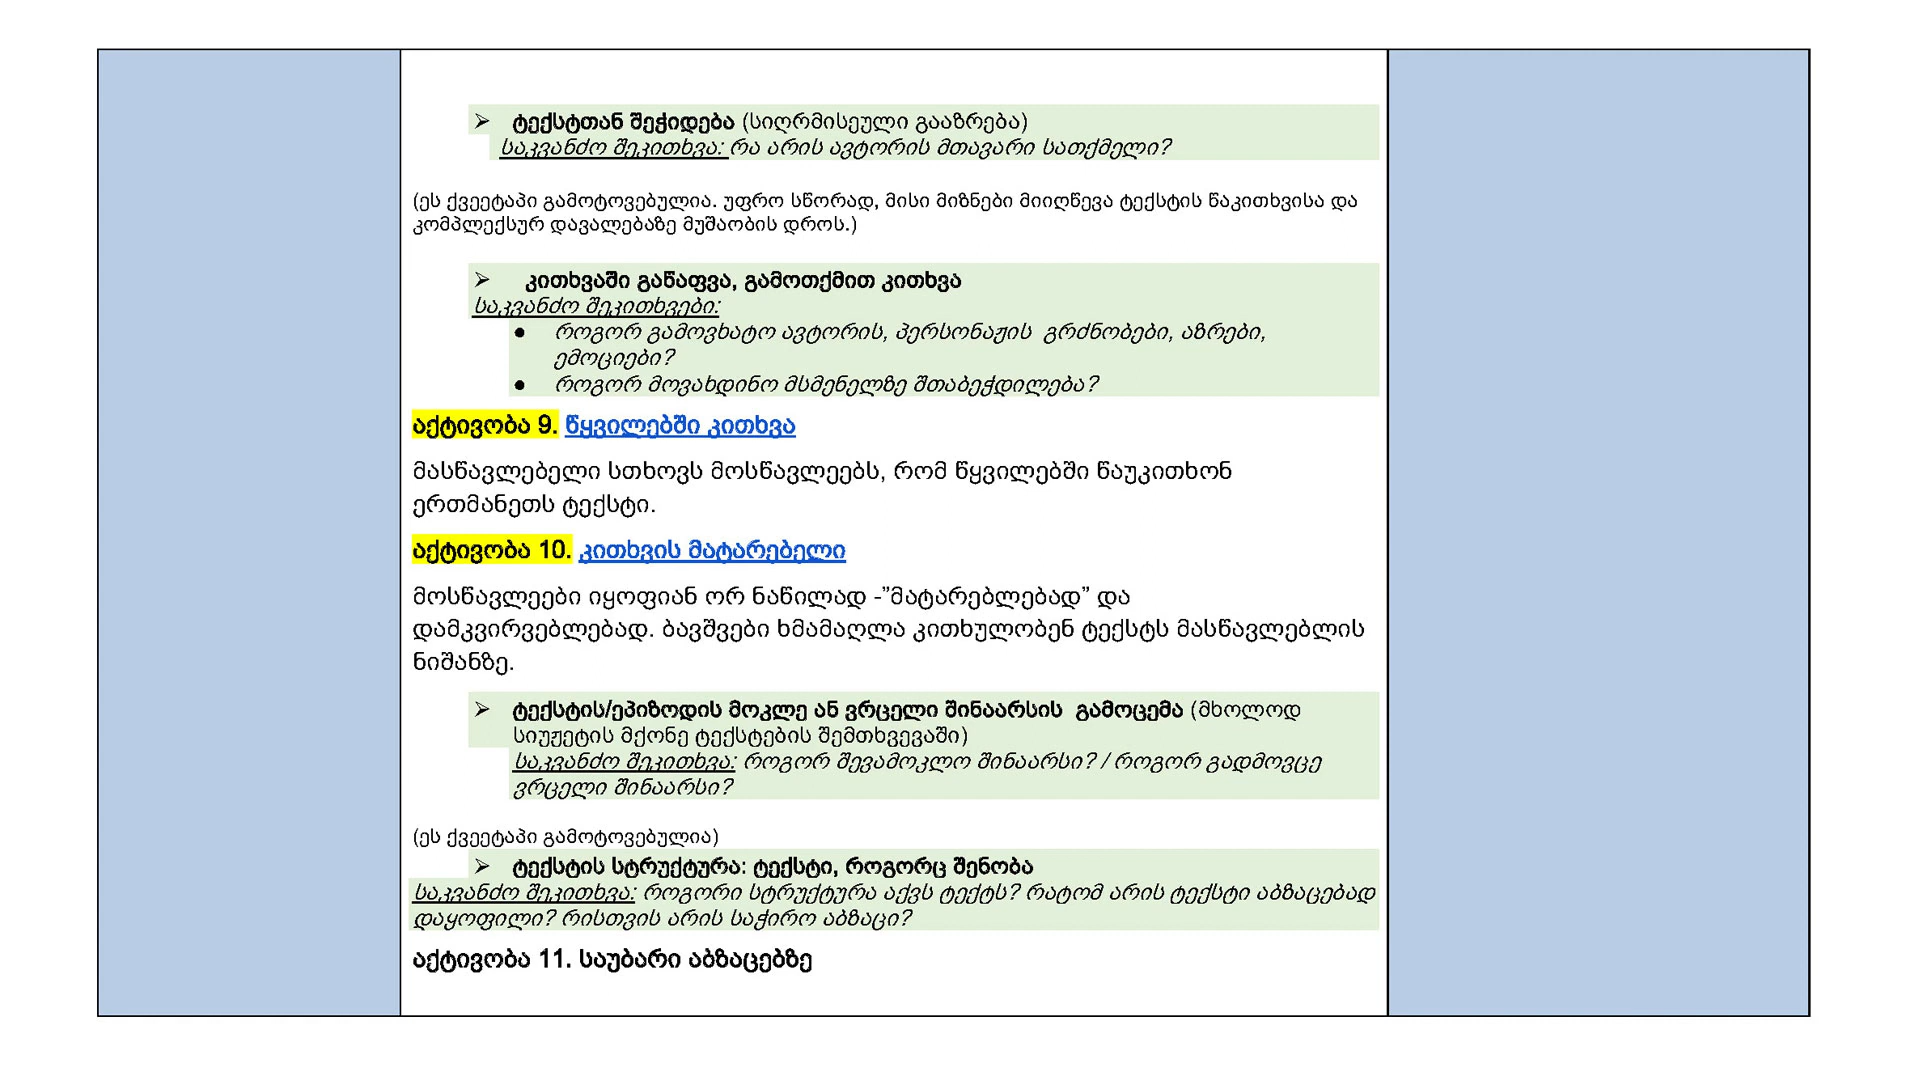 ➢ ტექსტთან შეჭიდება (სიღრმისეული გააზრება)
საკვანძო შეკითხვა: რა არის ავტორის მთავარი სათქმელი?
(ეს ქვეეტაპი გამოტოვებულია. უფრო სწორად, მისი მიზნები მიიღწევა ტექსტის წაკითხვისა და
კომპლექსურ დავალებაზე მუშაობის დროს.)
➢ კითხვაში გაწაფვა, გამოთქმით კითხვა
საკვანძო შეკითხვები:
● როგორ გამოვხატო ავტორის, პერსონაჟის გრძნობები, აზრები,
ემოციები?
● როგორ მოვახდინო მსმენელზე შთაბეჭდილება?
აქტივობა 9. წყვილებში კითხვა
მასწავლებელი სთხოვს მოსწავლეებს, რომ წყვილებში წაუკითხონ
ერთმანეთს ტექსტი.
აქტივობა 10. კითხვის მატარებელი
მოსწავლეები იყოფიან ორ ნაწილად -”მატარებლებად” და
დამკვირვებლებად. ბავშვები ხმამაღლა კითხულობენ ტექსტს მასწავლებლის
ნიშანზე.
➢ ტექსტის/ეპიზოდის მოკლე ან ვრცელი შინაარსის გამოცემა (მხოლოდ
სიუჟეტის მქონე ტექსტების შემთხვევაში)
საკვანძო შეკითხვა: როგორ შევამოკლო შინაარსი? / როგორ გადმოვცე
ვრცელი შინაარსი?
(ეს ქვეეტაპი გამოტოვებულია)
➢ ტექსტის სტრუქტურა: ტექსტი, როგორც შენობა
საკვანძო შეკითხვა: როგორი სტრუქტურა აქვს ტექტს? რატომ არის ტექსტი აბზაცებად
დაყოფილი? რისთვის არის საჭირო აბზაცი?
აქტივობა 11. საუბარი აბზაცებზე